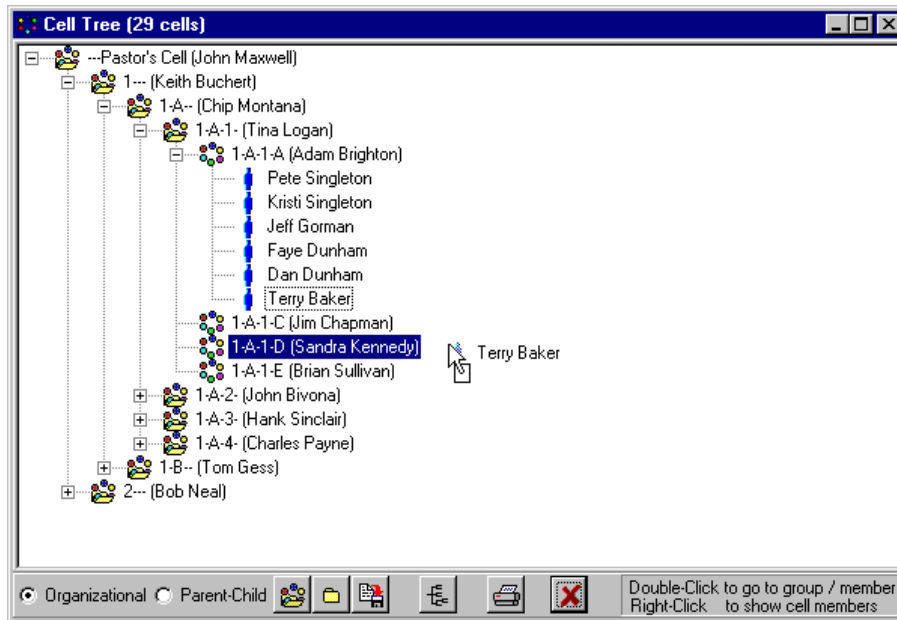 Cell Tree (29 cells)
---Pastor's Cell (John Maxwell)
1--- (Keith Buchert)
1-A-- (Chip Montana)
1-A-1- (Tina Logan)
1-A-1-A (Adam Brighton)
Pete Singleton
Kristi Singleton
Jeff Gorman
Faye Dunham
Dan Dunham
Terry Baker
1-A-1-C (Jim Chapman)
1-A-1-D (Sandra Kennedy)
Terry Baker
1-A-1-E (Brian Sullivan)
1-A-2- (John Bivona)
1-A-3- (Hank Sinclair)
1-A-4- (Charles Payne)
1-B-- (Tom Gess)
2--- (Bob Neal)
Organizational Parent-Child
Double-Click to go to group / member
Right-Click to show cell members